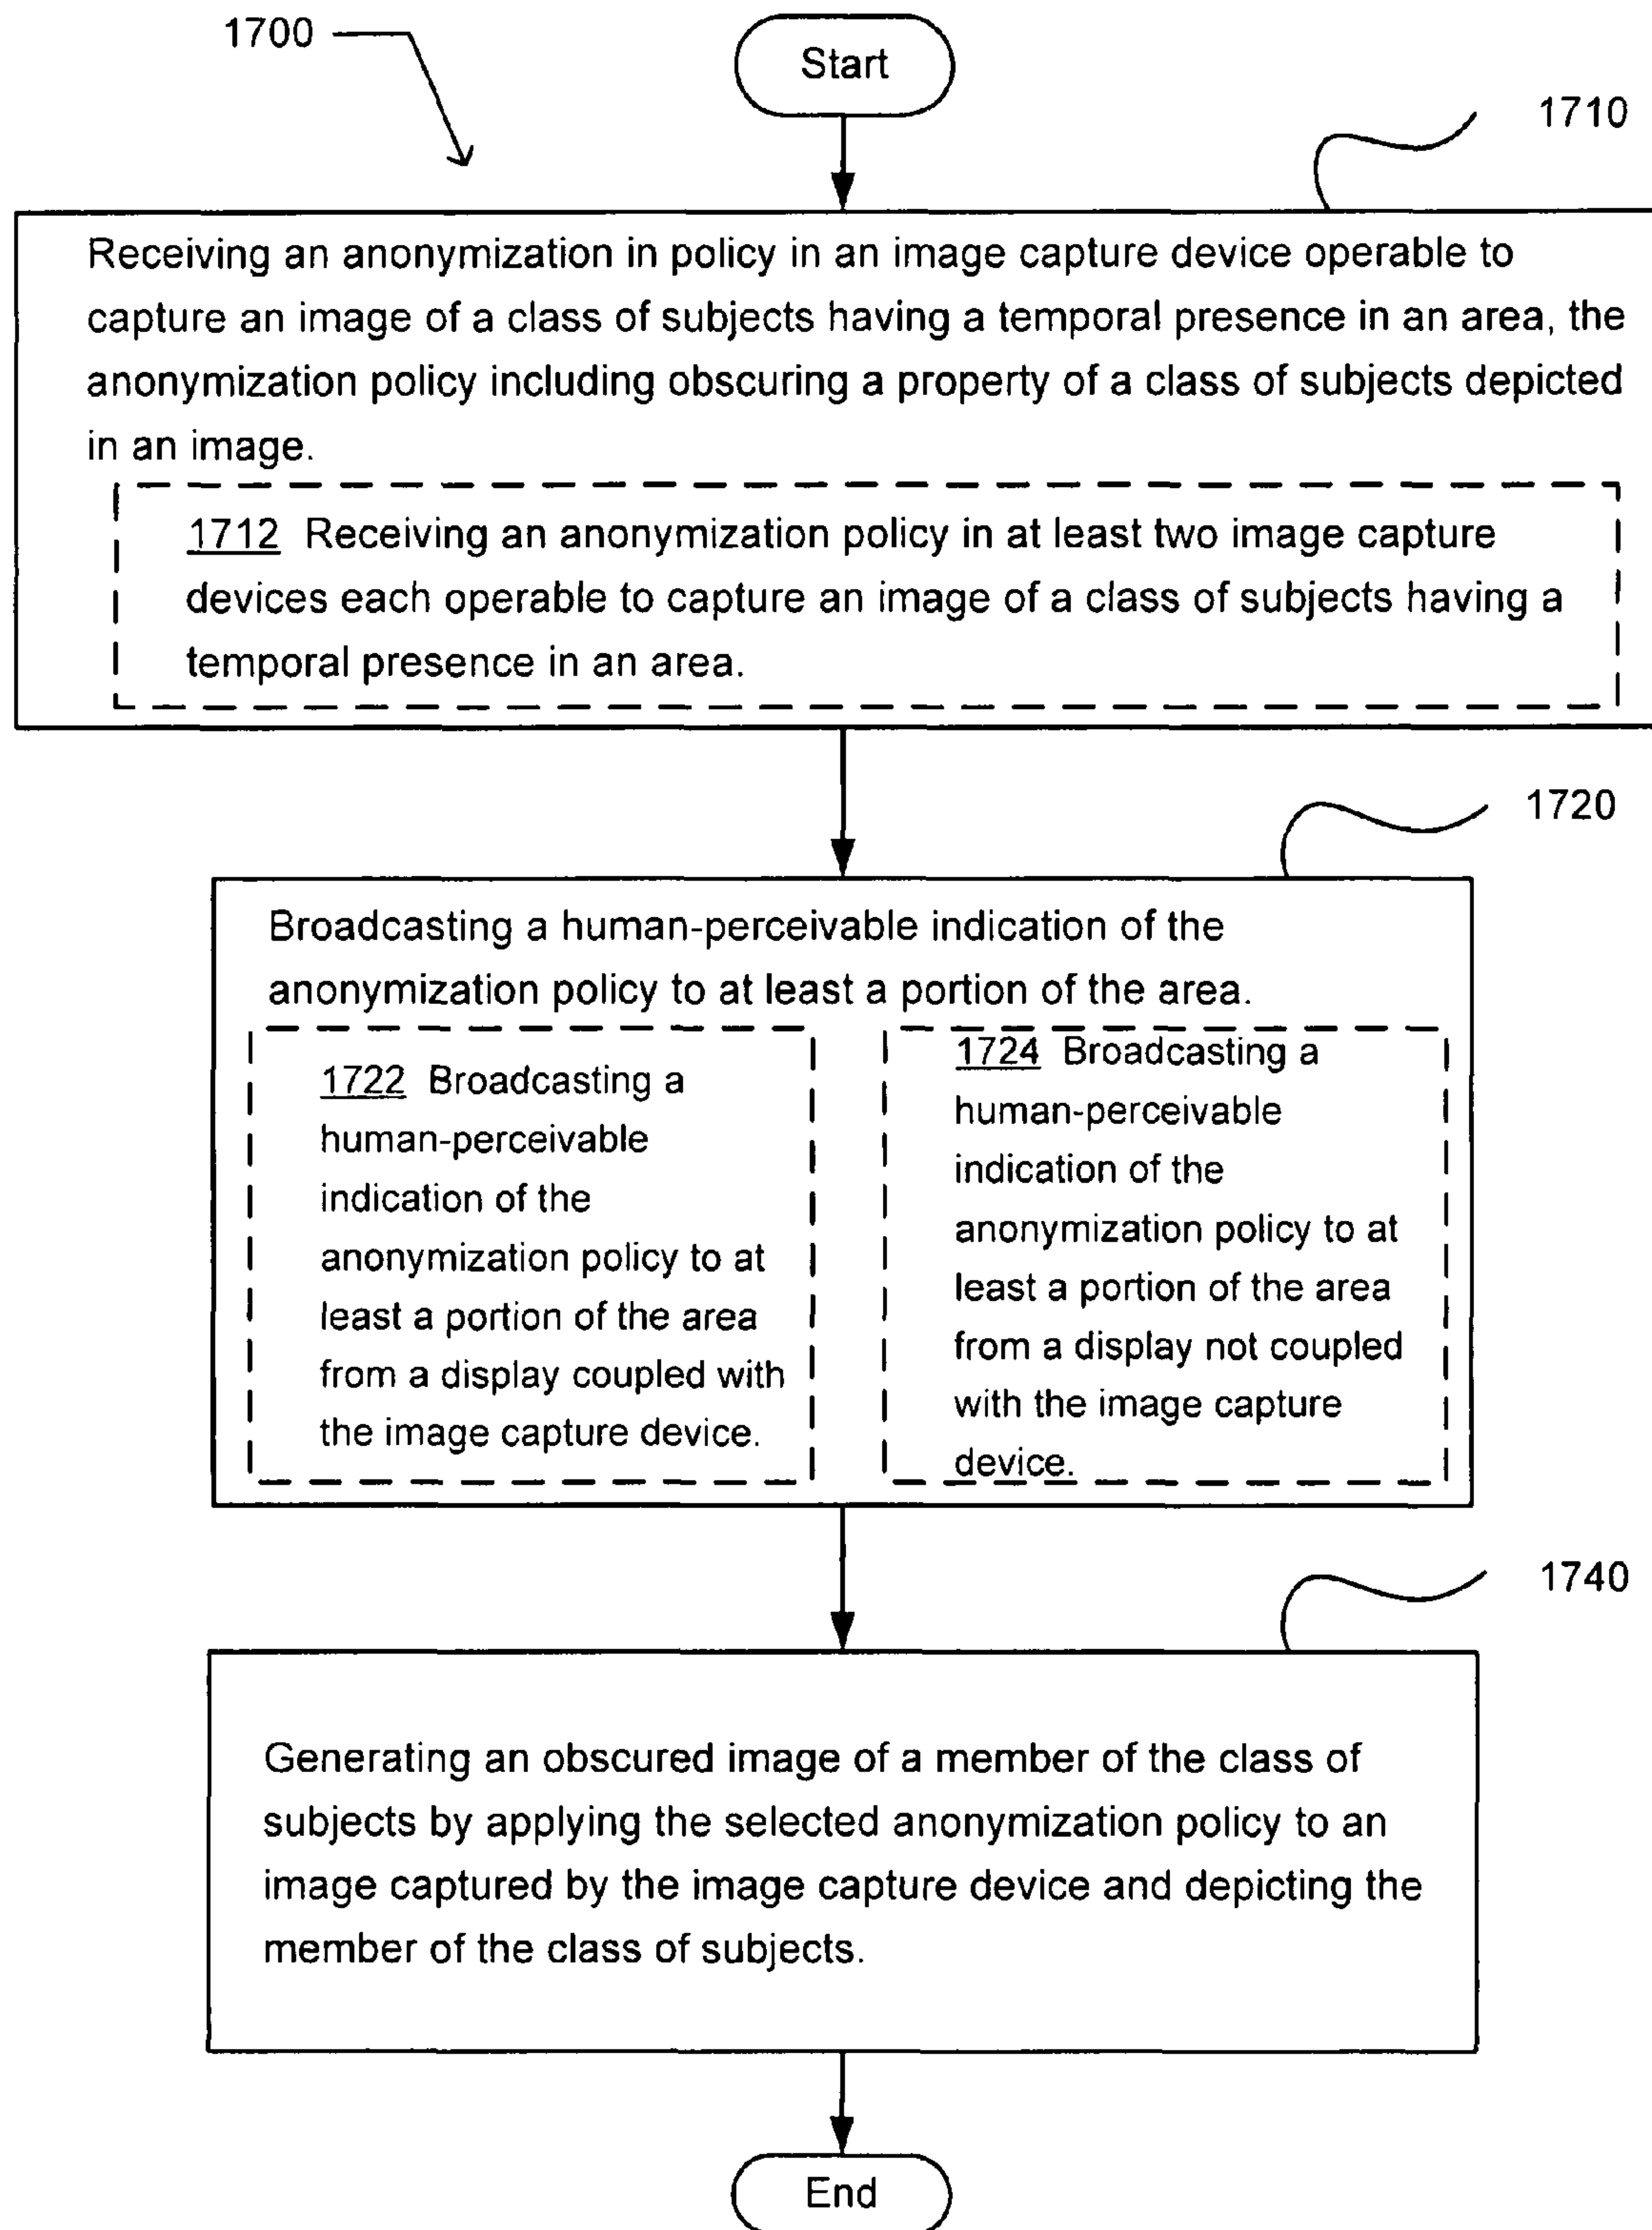 1700
Start
1710
Receiving an anonymization in policy in an image capture device operable to
capture an image of a class of subjects having a temporal presence in an area, the
anonymization policy including obscuring a property of a class of subjects depicted
in an image.
1712 Receiving an anonymization policy in at least two image capture
devices each operable to capture an image of a class of subjects having a
temporal presence in an area.
1720
Broadcasting a human-perceivable indication of the
anonymization policy to at least a portion of the area.
1722 Broadcasting a
human-perceivable
indication of the
anonymization policy to at
least a portion of the area
from a display coupled with
the image capture device.
1724 Broadcasting a
human-perceivable
indication of the
anonymization policy to at
least a portion of the area
from a display not coupled
with the image capture
device.
1740
Generating an obscured image of a member of the class of
subjects by applying the selected anonymization policy to an
image captured by the image capture device and depicting the
member of the class of subjects.
End